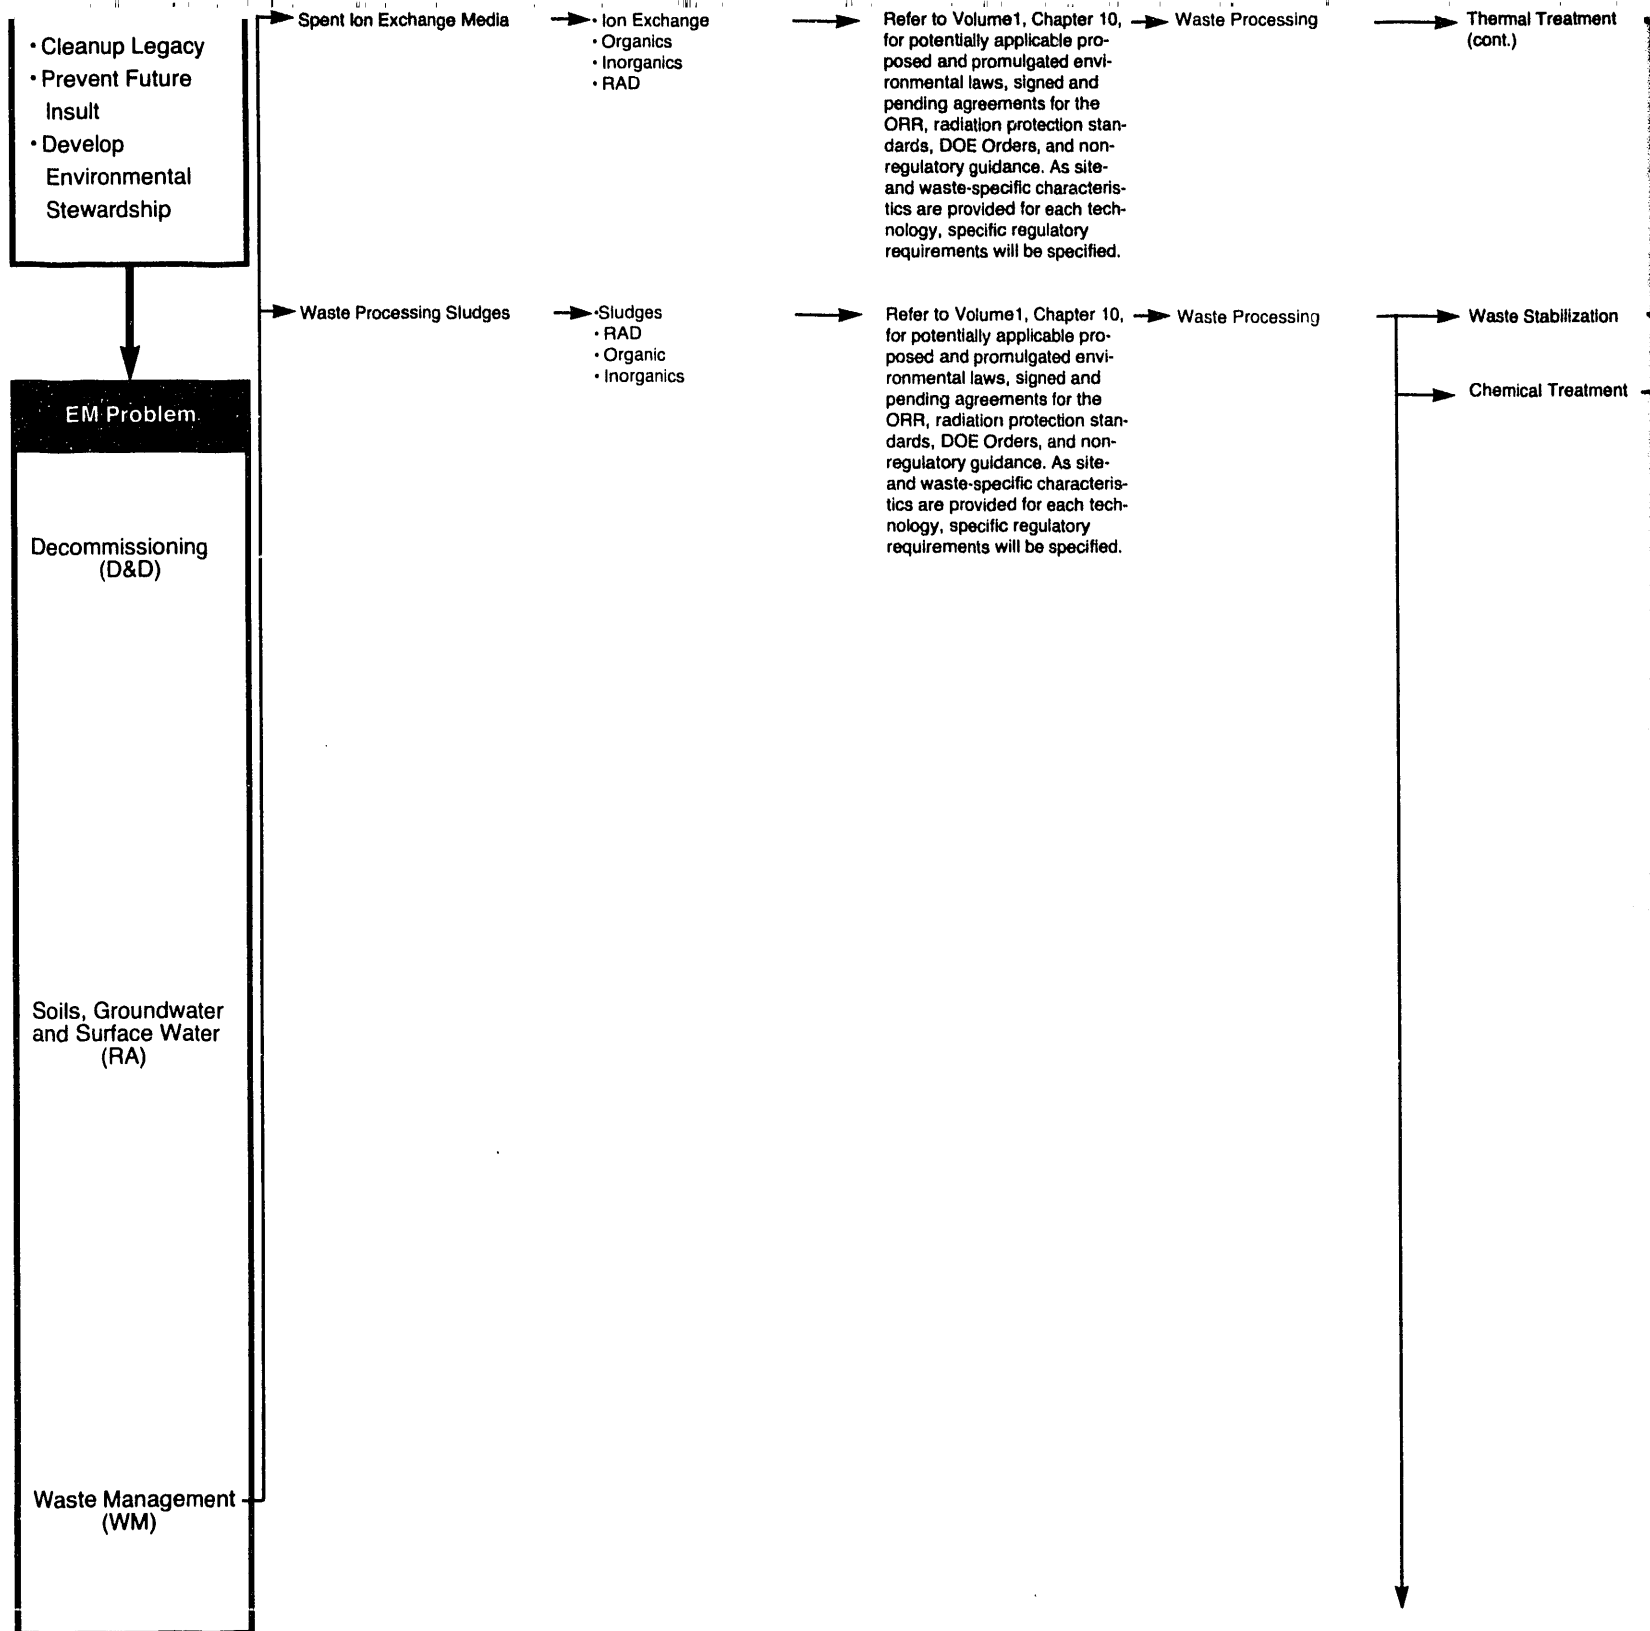 • Cleanup Legacy
• Prevent Future
Insult
• Develop
Environmental
Stewardship
EM Problem
Decommissioning
(D&D)
Soils, Groundwater
and Surface Water
(RA)
Waste Management
(WM)
Spent Ion Exchange Media
• Ion Exchange
• Organics
• Inorganics
• RAD
Refer to Volume1, Chapter 10,
for potentially applicable pro-
posed and promulgated envi-
ronmental laws, signed and
pending agreements for the
ORR, radiation protection stan-
dards, DOE Orders, and non-
regulatory guidance. As site-
and waste-specific characteris-
tics are provided for each tech-
nology, specific regulatory
requirements will be specified.
Waste Processing
Thermal Treatment
(cont.)
Waste Processing Sludges
•Sludges
• RAD
• Organic
• Inorganics
Refer to Volume1, Chapter 10,
for potentially applicable pro-
posed and promulgated envi-
ronmental laws, signed and
pending agreements for the
ORR, radiation protection stan-
dards, DOE Orders, and non-
regulatory guidance. As site-
and waste-specific characteris-
tics are provided for each tech-
nology, specific regulatory
requirements will be specified.
Waste Processing
Waste Stabilization
Chemical Treatment